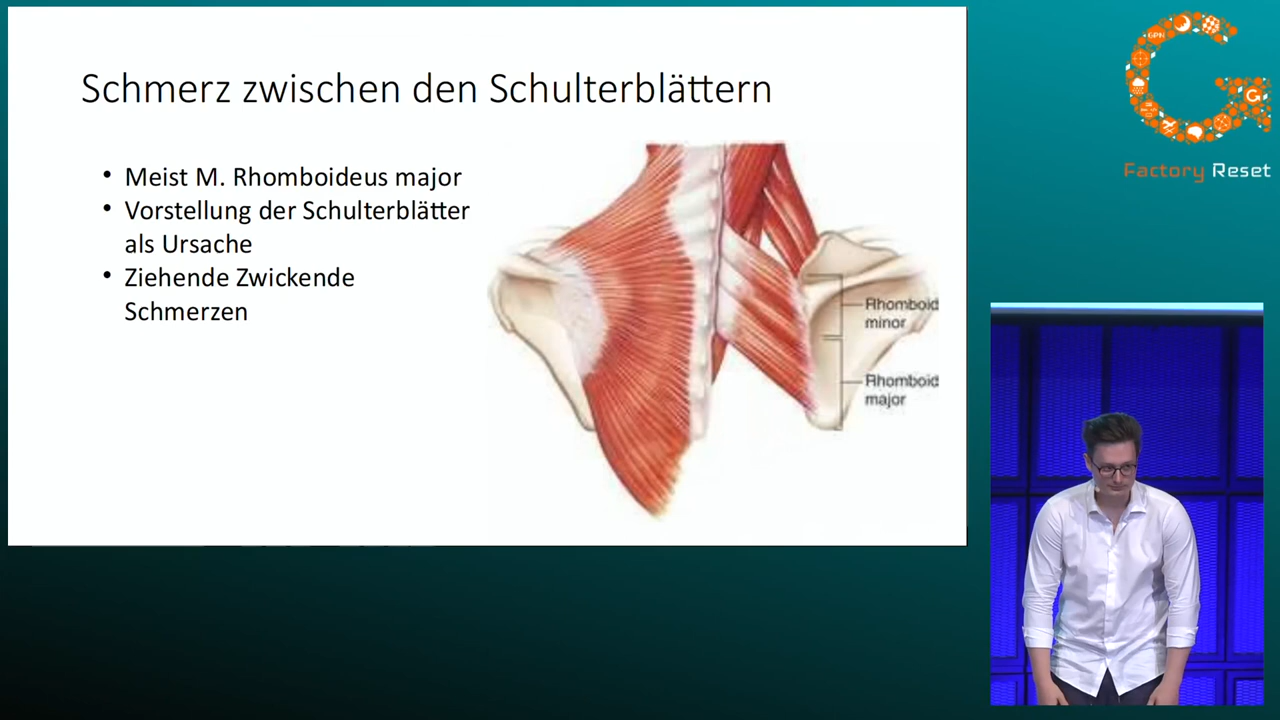 Schmerz zwischen den Schulterblättern
• Meist M. Rhomboideus major
• Vorstellung der Schulterblätter
als Ursache
• Ziehende Zwickende
Schmerzen
Rhomboid
minor
Rhomboid
major
GPN
G
Factory Reset